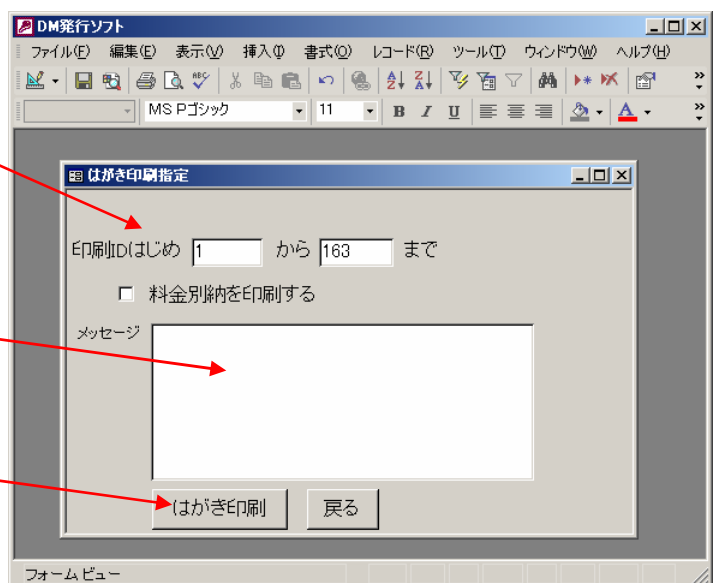 DM発行ソフト
ファイル(F) 編集(E) 表示(V) 挿入(I) 書式(O) レコード(R) ツール(T) ウィンドウ(W) ヘルプ(H)
MS Pゴシック 11 B I U A
はがき印刷指定
印刷IDはじめ 1 から 163 まで
料金別納を印刷する
メッセージ
はがき印刷 戻る
フォーム ビュー